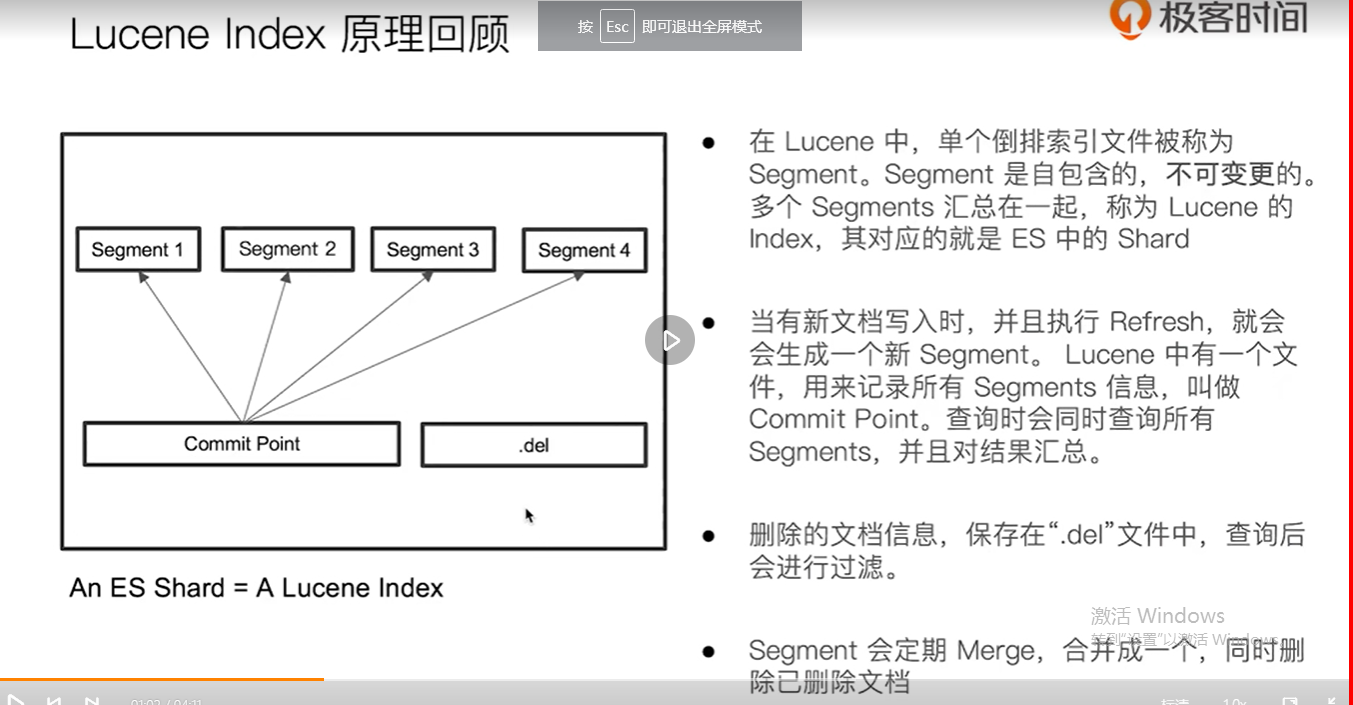 Lucene Index 原理回顾
按 Esc 即可退出全屏模式
极客时间
Segment 1
Segment 2
Segment 3
Segment 4
Commit Point
.del
An ES Shard = A Lucene Index
● 在 Lucene 中，单个倒排索引文件被称为
Segment。Segment 是自包含的，不可变更的。
多个 Segments 汇总在一起，称为 Lucene 的
Index，其对应的就是 ES 中的 Shard
● 当有新文档写入时，并且执行 Refresh，就会
会生成一个新 Segment。 Lucene 中有一个文
件，用来记录所有 Segments 信息，叫做
Commit Point。查询时会同时查询所有
Segments，并且对结果汇总。
● 删除的文档信息，保存在“.del”文件中，查询后
会进行过滤。
● Segment 会定期 Merge，合并成一个，同时删
除已删除文档
激活 Windows
转到“设置”以激活 Windows。
01:02 / 04:11
标清
1.0x